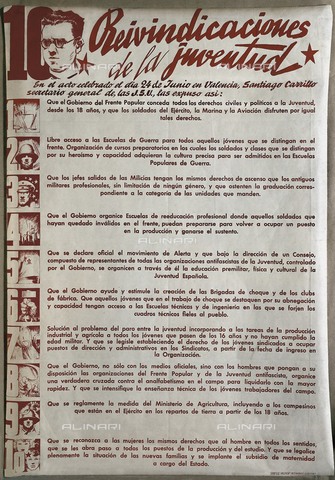 10 Reivindicaciones
de la juventud
En el acto celebrado el día 24 de Junio en Valencia, Santiago Carrillo
secretario general de las J.S.U., las expuso así:
Que el Gobierno del Frente Popular conceda todos los derechos civiles y políticos a la Juventud,
desde los 18 años, y que los soldados del Ejército, la Marina y la Aviación disfruten por igual
tales derechos.
Libre acceso a las Escuelas de Guerra para todos aquellos jóvenes que se distingan en el
frente. Organización de cursos preparatorios en los cuales los soldados y clases que se distingan
por su heroísmo y capacidad adquieran la cultura precisa para ser admitidos en las Escuelas
Populares de Guerra.
Que los jefes salidos de las Milicias tengan los mismos derechos de ascenso que los antiguos
militares profesionales, sin limitación de ningún género, y que ostenten la graduación corres-
pondiente a la categoría de las unidades que manden.
Que el Gobierno organice Escuelas de reeducación profesional donde aquellos soldados que
hayan quedado inválidos en el frente, puedan prepararse para volver a ocupar un puesto
en la producción y ganarse el sustento.
ALINARI
Que se declare oficial el movimiento de Alerta y que bajo la dirección de un Consejo,
compuesto de representantes de todas las organizaciones antifascistas de la Juventud, controlado
por el Gobierno, se organicen a través de él la educación premilitar, física y cultural de la
Juventud Española.
Que el Gobierno ayude y estimule la creación de las Brigadas de choque y de los clubs
de fábrica. Que aquellos jóvenes que en el trabajo de choque se destaquen por su abnegación
y capacidad tengan acceso a las Escuelas técnicas y de ingeniería en las que se forjen los
cuadros técnicos fieles al pueblo.
Solución al problema del paro entre la juventud incorporando a las tareas de la producción
industrial y agrícola a todos los jóvenes que pasen de los 16 años y no hayan cumplido la
edad militar. Y que se legisle estableciendo el derecho de los jóvenes sindicados a ocupar
puestos de dirección y administrativos en los Sindicatos, a partir de la fecha de ingreso en
la Organización.
Que el Gobierno, no sólo con los medios oficiales, sino con los hombres que pongan a su
disposición las organizaciones del Frente Popular y de la Juventud antifascista, organice
una verdadera cruzada contra el analfabetismo en el campo para liquidarlo con la mayor
rapidez. Y que se intensifique la enseñanza técnica de los jóvenes trabajadores del campo.
Que se reglamente la medida del Ministerio de Agricultura, incluyendo a los campesinos
que están en el Ejército en los repartos de tierra a partir de los 18 años.
ALINARI
Que se reconozca a las mujeres los mismos derechos que al hombre en todos los sentidos,
que se les abra paso a todos los puestos de la producción y del estudio. Y que se legalice
plenamente la situación de las nuevas familias y se implante el subsidio de maternidad
a cargo del Estado.